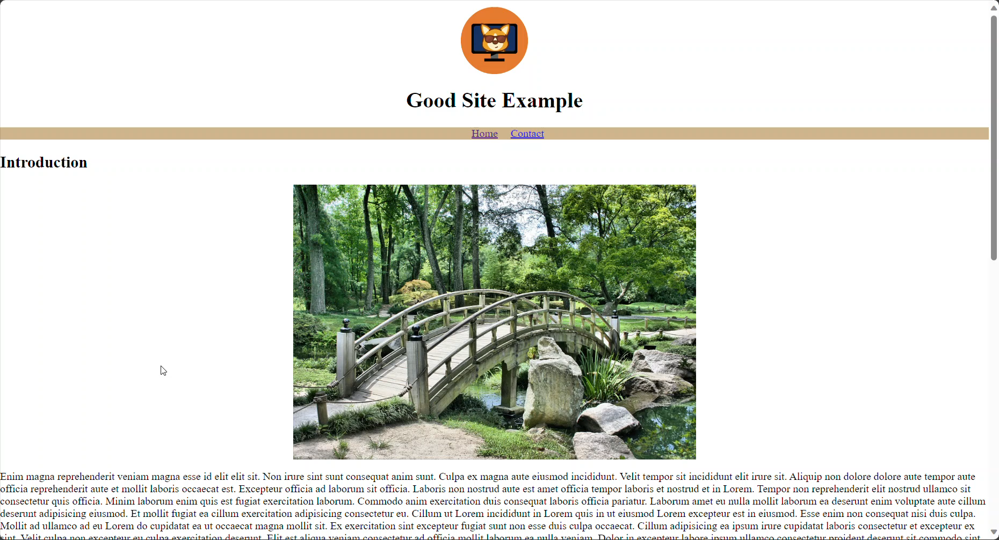 Good Site Example
Home Contact
Introduction
Enim magna reprehenderit veniam magna esse id elit elit sit. Non irure sint sunt consequat anim sunt. Culpa ex magna aute eiusmod incididunt. Velit tempor sit incididunt elit irure sit. Aliquip non dolore dolore aute tempor aute
officia reprehenderit aute et mollit laboris occaecat est. Excepteur officia ad laborum sit officia. Laboris non nostrud aute est amet officia tempor laboris et nostrud et in Lorem. Tempor non reprehenderit elit nostrud ullamco sit
consectetur quis officia. Minim laborum enim quis est fugiat exercitation laborum. Commodo anim exercitation duis consequat laboris officia pariatur. Laborum amet eu nulla mollit laborum ea deserunt enim voluptate aute cillum
deserunt adipisicing eiusmod. Et mollit fugiat ea cillum exercitation adipisicing consectetur eu. Cillum ut Lorem incididunt in Lorem quis in ut eiusmod Lorem excepteur est in eiusmod. Esse enim non consequat nisi duis culpa.
Mollit ad ullamco ad eu Lorem do cupidatat ea ut occaecat magna mollit sit. Ex exercitation sint excepteur fugiat sunt non esse duis culpa occaecat. Cillum adipisicing ea ipsum irure cupidatat laboris consectetur et excepteur ex
sint. Velit culpa non excepteur eu culpa exercitation deserunt. Elit est aliqua veniam consectetur ad officia mollit laborum ea nulla veniam. Dolor in excepteur labore ipsum ullamco consectetur proident deserunt sit commodo sint